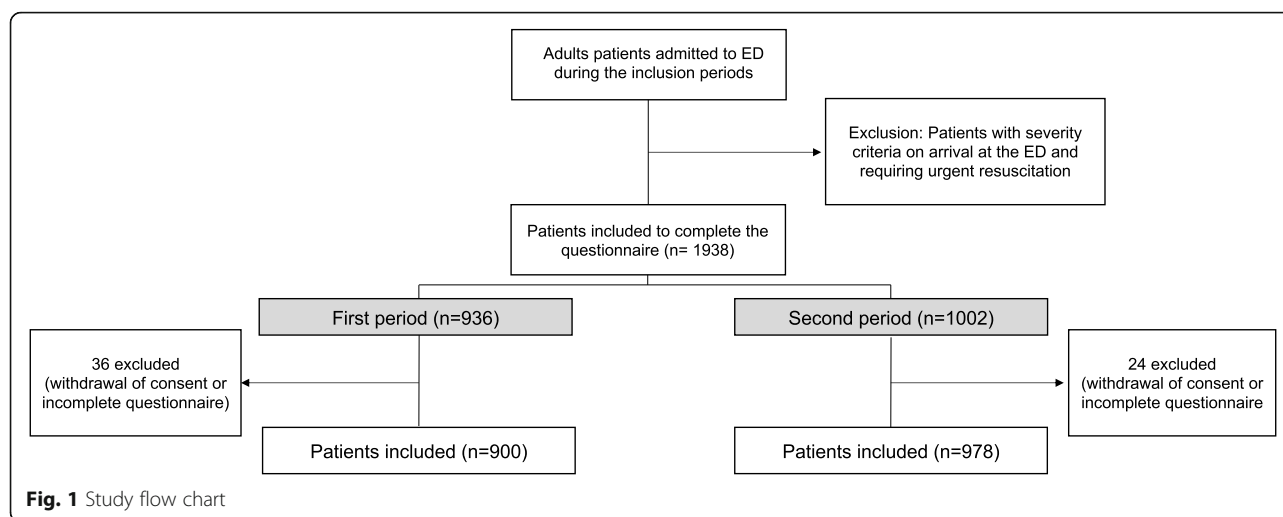 Adults patients admitted to ED
during the inclusion periods
Exclusion: Patients with severity
criteria on arrival at the ED and
requiring urgent resuscitation
Patients included to complete the
questionnaire (n= 1938)
First period (n=936)
Second period (n=1002)
36 excluded
(withdrawal of consent or
incomplete questionnaire)
24 excluded
(withdrawal of consent or
incomplete questionnaire
Patients included (n=900)
Patients included (n=978)
Fig. 1 Study flow chart